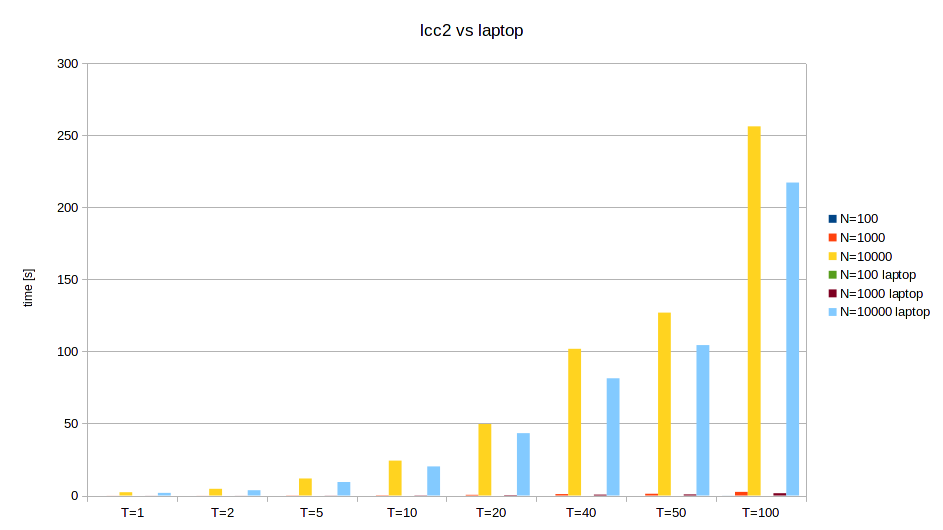 lcc2 vs laptop
300
250
200
150
100
50
0
time [s]
T=1
T=2
T=5
T=10
T=20
T=40
T=50
T=100
N=100
N=1000
N=10000
N=100 laptop
N=1000 laptop
N=10000 laptop